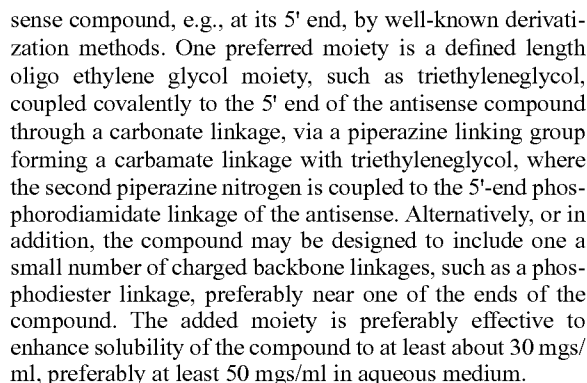 sense compound, e.g., at its 5' end, by well-known derivati-
zation methods. One preferred moiety is a defined length
oligo ethylene glycol moiety, such as triethyleneglycol,
coupled covalently to the 5' end of the antisense compound
through a carbonate linkage, via a piperazine linking group
forming a carbamate linkage with triethyleneglycol, where
the second piperazine nitrogen is coupled to the 5'-end phos-
phorodiamidate linkage of the antisense. Alternatively, or in
addition, the compound may be designed to include one a
small number of charged backbone linkages, such as a phos-
phodiester linkage, preferably near one of the ends of the
compound. The added moiety is preferably effective to
enhance solubility of the compound to at least about 30 mgs/
ml, preferably at least 50 mgs/ml in aqueous medium.